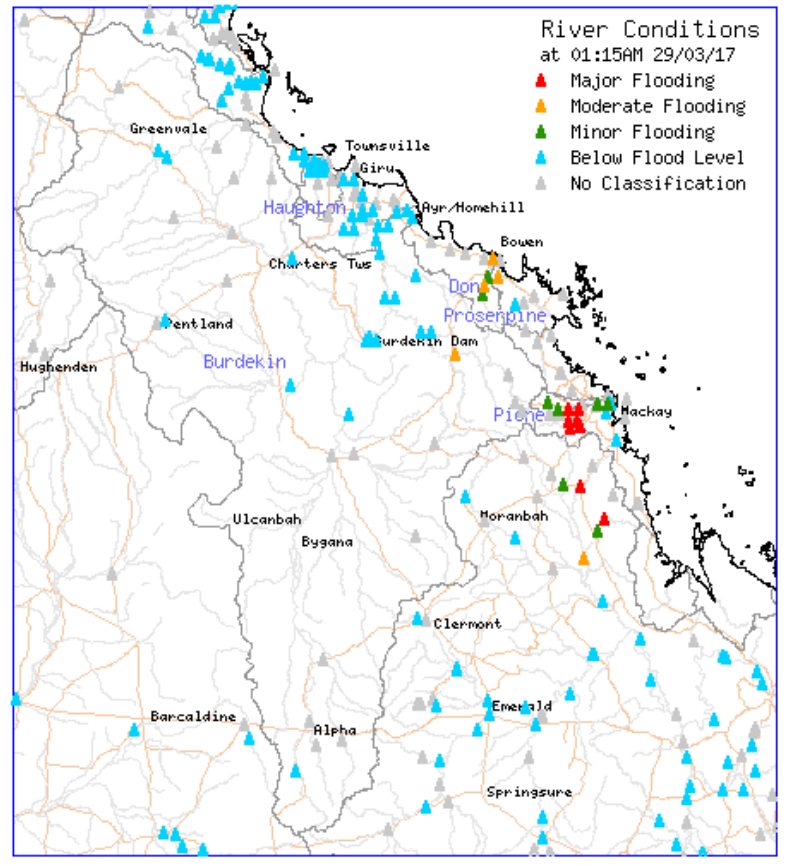 River Conditions
at 01:15AM 29/03/17
Major Flooding
Moderate Flooding
Minor Flooding
Below Flood Level
No Classification
Greenvale
Townsville
Giru
Haughton
Ayr/Homehill
Bowen
Charters Tws
Don
Proserpine
Pentland
Burdekin Dam
Burdekin
Hughenden
Pione
Mackay
Moranbah
Ulcanbah
Bygana
Clermont
Emerald
Barcaldine
Alpha
Springsure